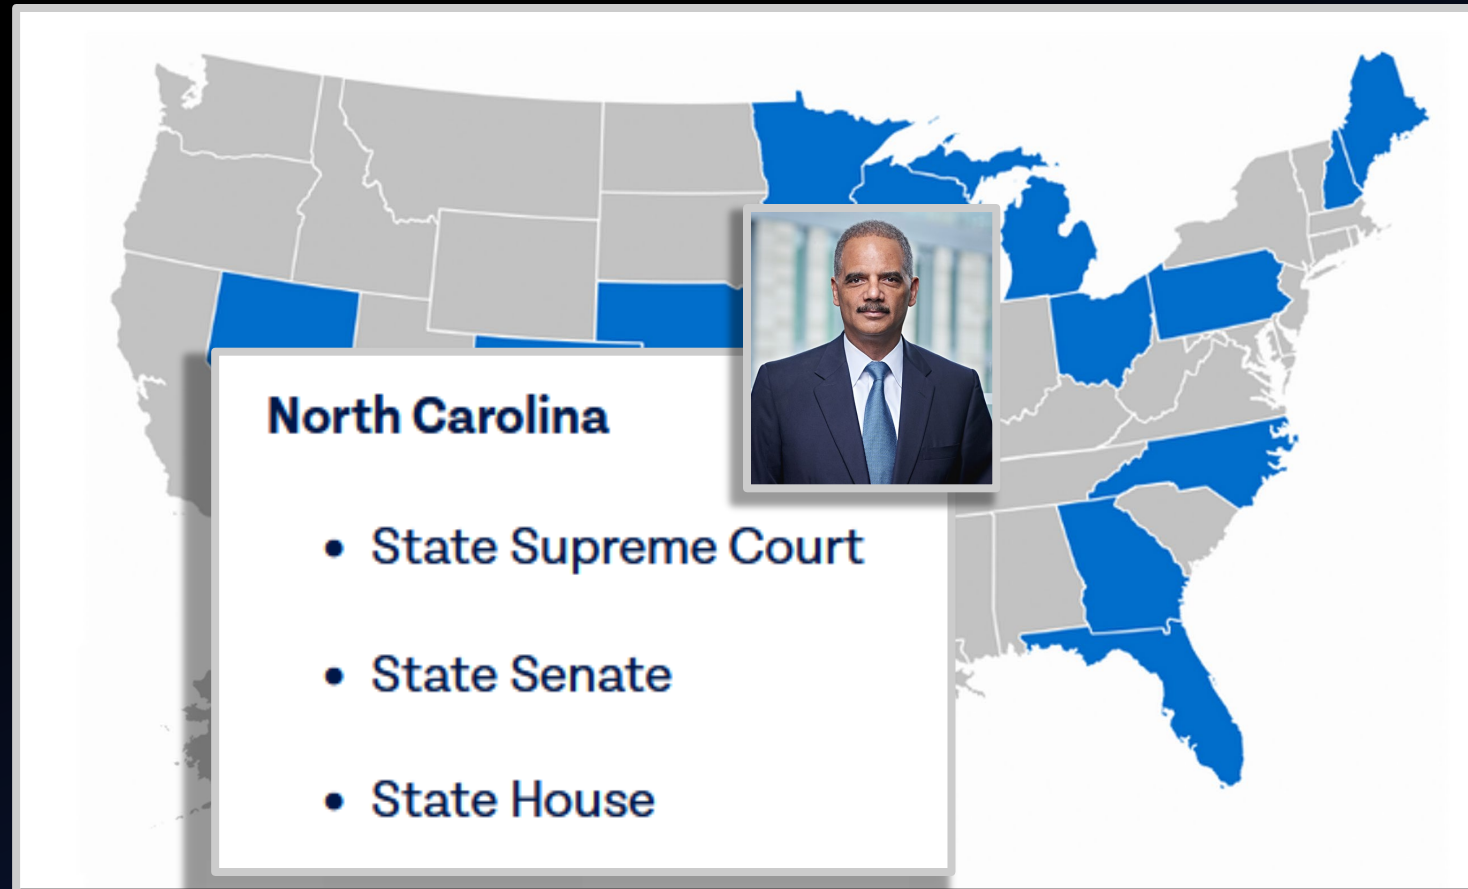 North Carolina
• State Supreme Court
• State Senate
• State House